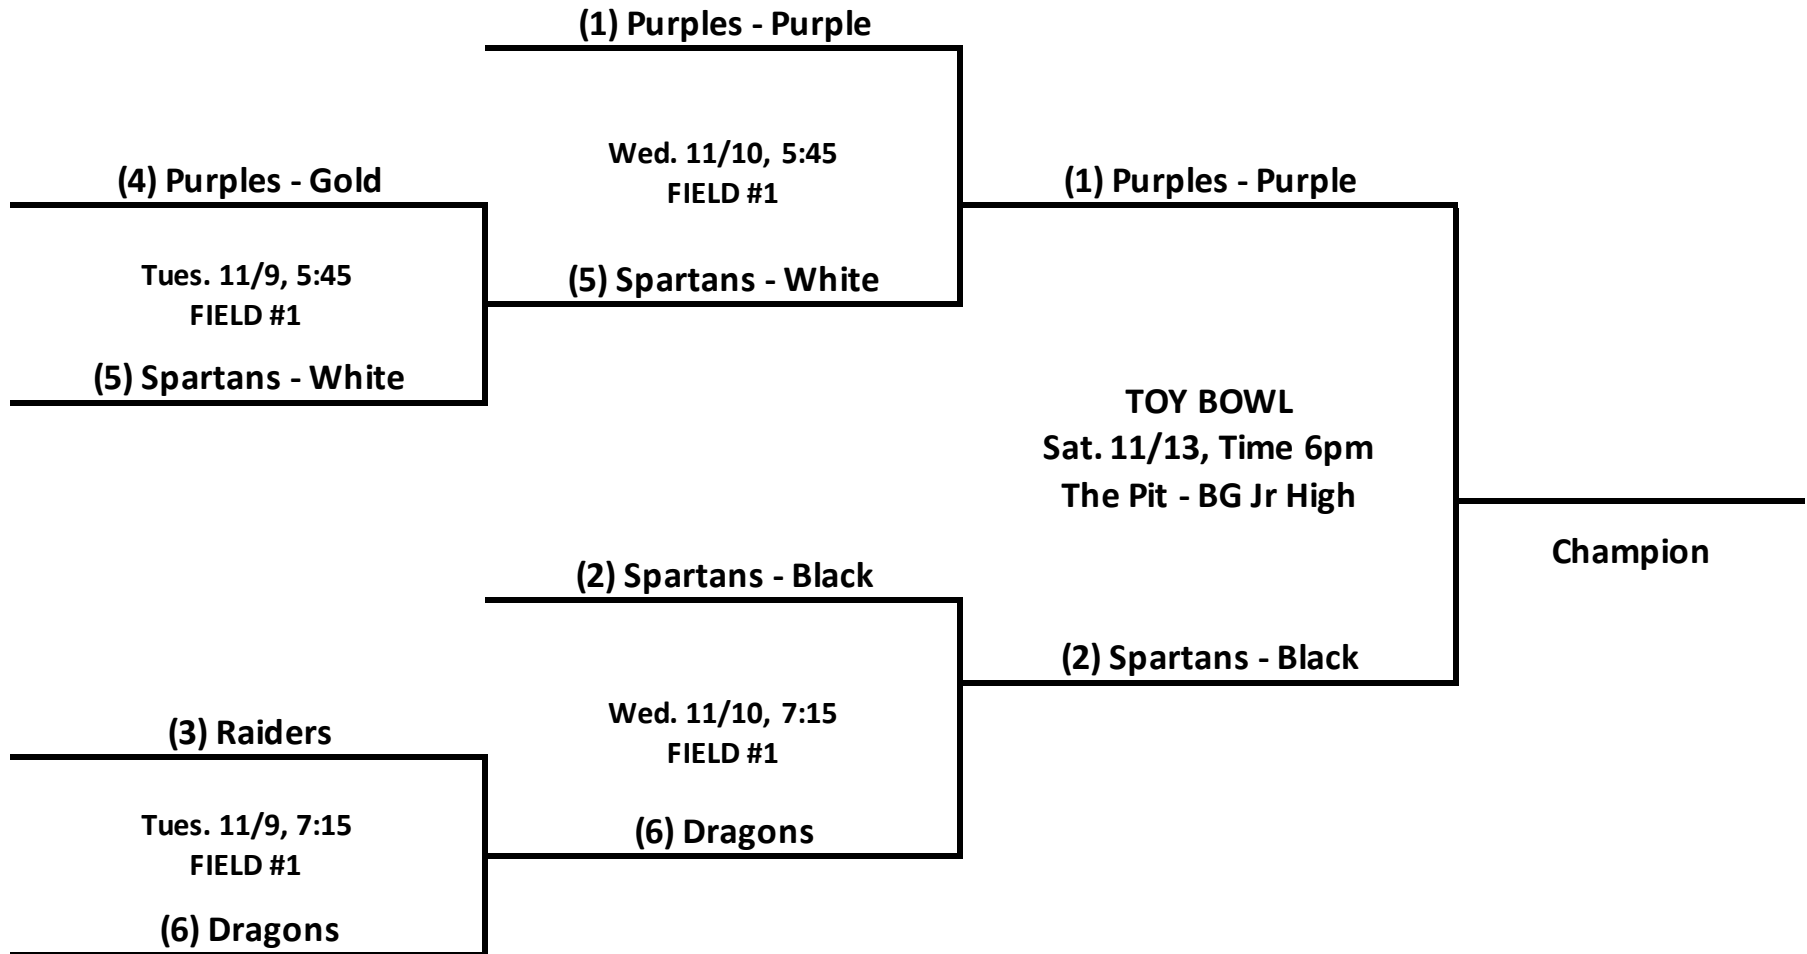 (1) Purples - Purple
Wed. 11/10, 5:45
FIELD #1
(4) Purples - Gold
(1) Purples - Purple
Tues. 11/9, 5:45
FIELD #1
(5) Spartans - White
(5) Spartans - White
TOY BOWL
Sat. 11/13, Time 6pm
The Pit - BG Jr High
Champion
(2) Spartans - Black
(2) Spartans - Black
Wed. 11/10, 7:15
FIELD #1
(3) Raiders
Tues. 11/9, 7:15
FIELD #1
(6) Dragons
(6) Dragons